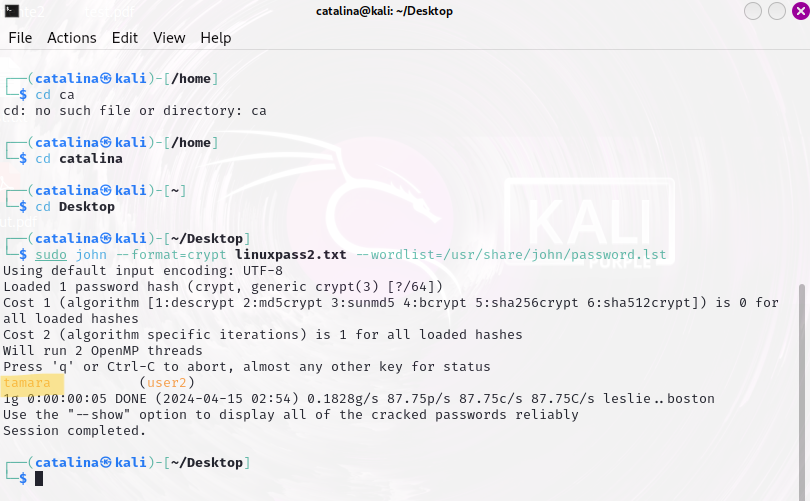 catalina@kali: ~/Desktop
File Actions Edit View Help
┌──(catalina㉿kali)-[/home]
└─$ cd ca
cd: no such file or directory: ca
┌──(catalina㉿kali)-[/home]
└─$ cd catalina
┌──(catalina㉿kali)-[~]
└─$ cd Desktop
┌──(catalina㉿kali)-[~/Desktop]
└─$ sudo john --format=crypt linuxpass2.txt --wordlist=/usr/share/john/password.lst
Using default input encoding: UTF-8
Loaded 1 password hash (crypt, generic crypt(3) [?/64])
Cost 1 (algorithm [1:descrypt 2:md5crypt 3:sunmd5 4:bcrypt 5:sha256crypt 6:sha512crypt]) is 0 for
all loaded hashes
Cost 2 (algorithm specific iterations) is 1 for all loaded hashes
Will run 2 OpenMP threads
Press 'q' or Ctrl-C to abort, almost any other key for status
tamara (user2)
1g 0:00:00:05 DONE (2024-04-15 02:54) 0.1828g/s 87.75p/s 87.75c/s 87.75C/s leslie..boston
Use the "--show" option to display all of the cracked passwords reliably
Session completed.
┌──(catalina㉿kali)-[~/Desktop]
└─$
KALI
PURPLE